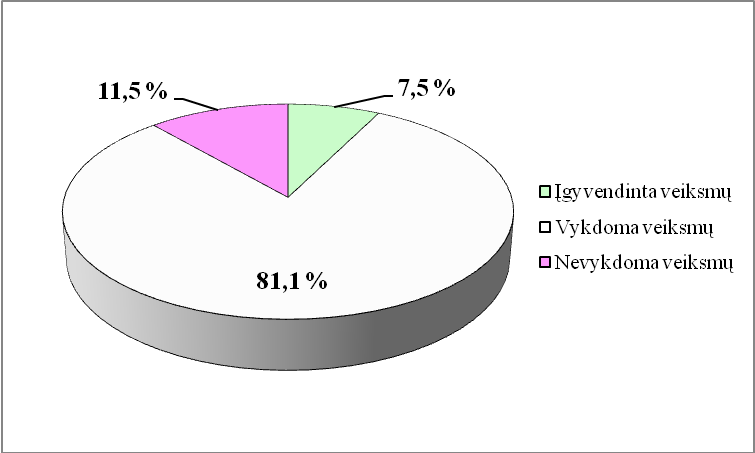 11,5 %
7,5 %
81,1 %
Įgyvendinta veiksmų
Vykdoma veiksmų
Nevykdoma veiksmų